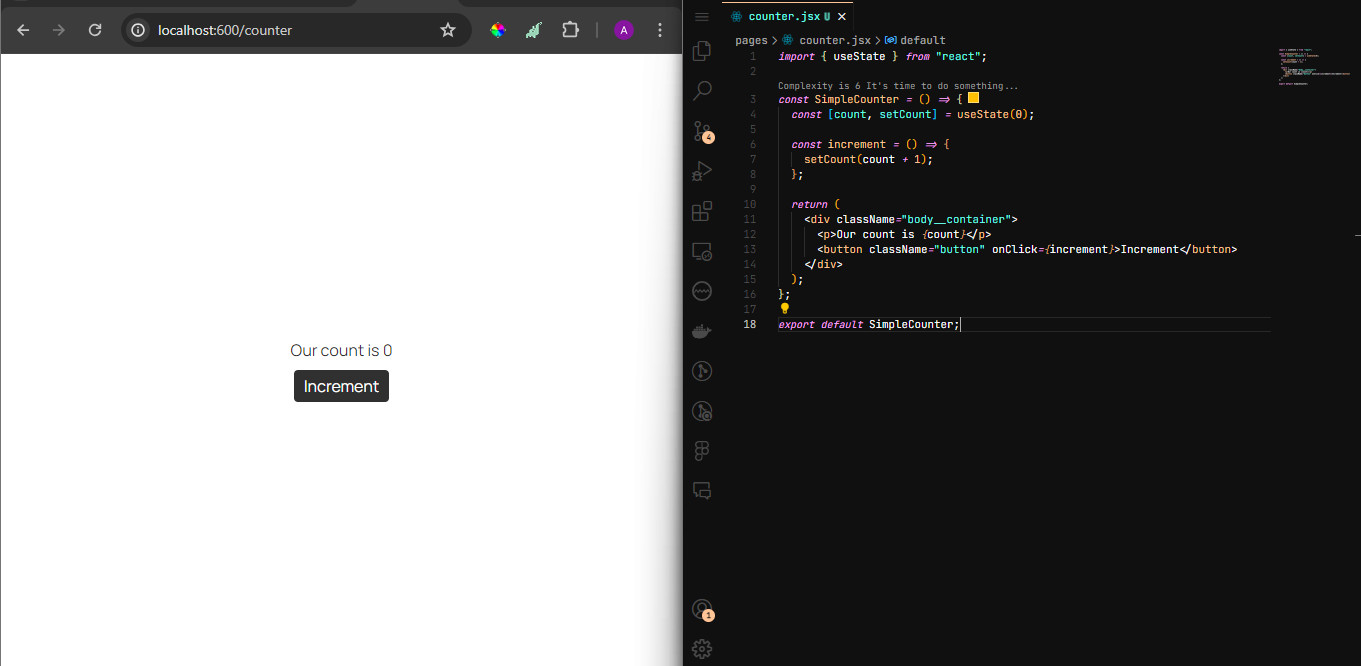 localhost:600/counter
A
Our count is 0
Increment
counter.jsx U
pages > counter.jsx > default
1 import { useState } from "react";
2
Complexity is 6 It's time to do something...
3 const SimpleCounter = () => {
4 const [count, setCount] = useState(0);
5
6 const increment = () => {
7 setCount(count + 1);
8 };
9
10 return (
11 <div className="body__container">
12 <p>Our count is {count}</p>
13 <button className="button" onClick={increment}>Increment</button>
14 </div>
15 );
16 };
17
18 export default SimpleCounter;
4
1